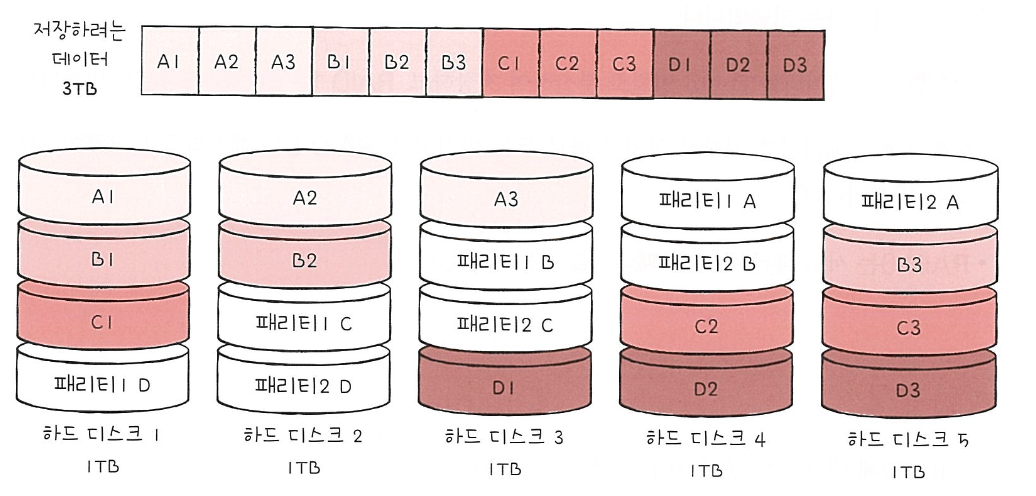 저장하려는
데이터
3TB
A1 A2 A3 B1 B2 B3 C1 C2 C3 D1 D2 D3
A1 A2 A3 패리티1 A 패리티2 A
B1 B2 패리티1 B 패리티2 B B3
C1 패리티1 C 패리티2 C C2 C3
패리티1 D 패리티2 D D1 D2 D3
하드 디스크 1 하드 디스크 2 하드 디스크 3 하드 디스크 4 하드 디스크 5
1TB 1TB 1TB 1TB 1TB